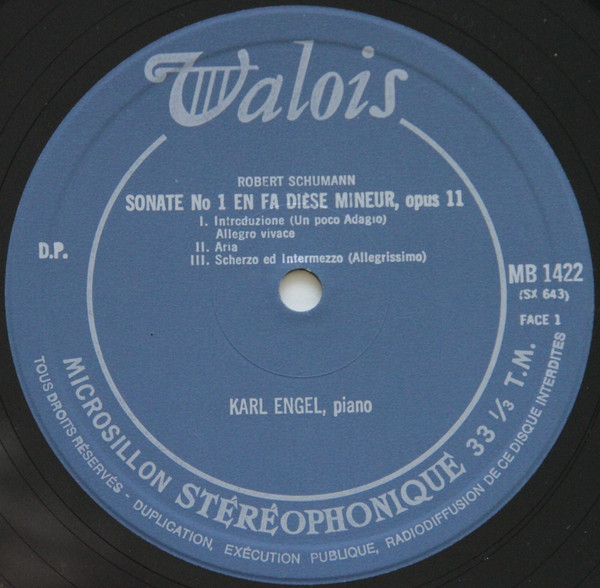 Valois
ROBERT SCHUMANN
SONATE No 1 EN FA DIÈSE MINEUR, opus 11
I. Introduzione (Un poco Adagio)
Allegro vivace
II. Aria
III. Scherzo ed Intermezzo (Allegrissimo)
D.P.
MB 1422
(SX 643)
FACE 1
KARL ENGEL, piano
MICROSILLON STÉRÉOPHONIQUE 33 1/3 T.M.
TOUS DROITS RÉSERVÉS - DUPLICATION, EXÉCUTION PUBLIQUE, RADIODIFFUSION DE CE DISQUE INTERDITES